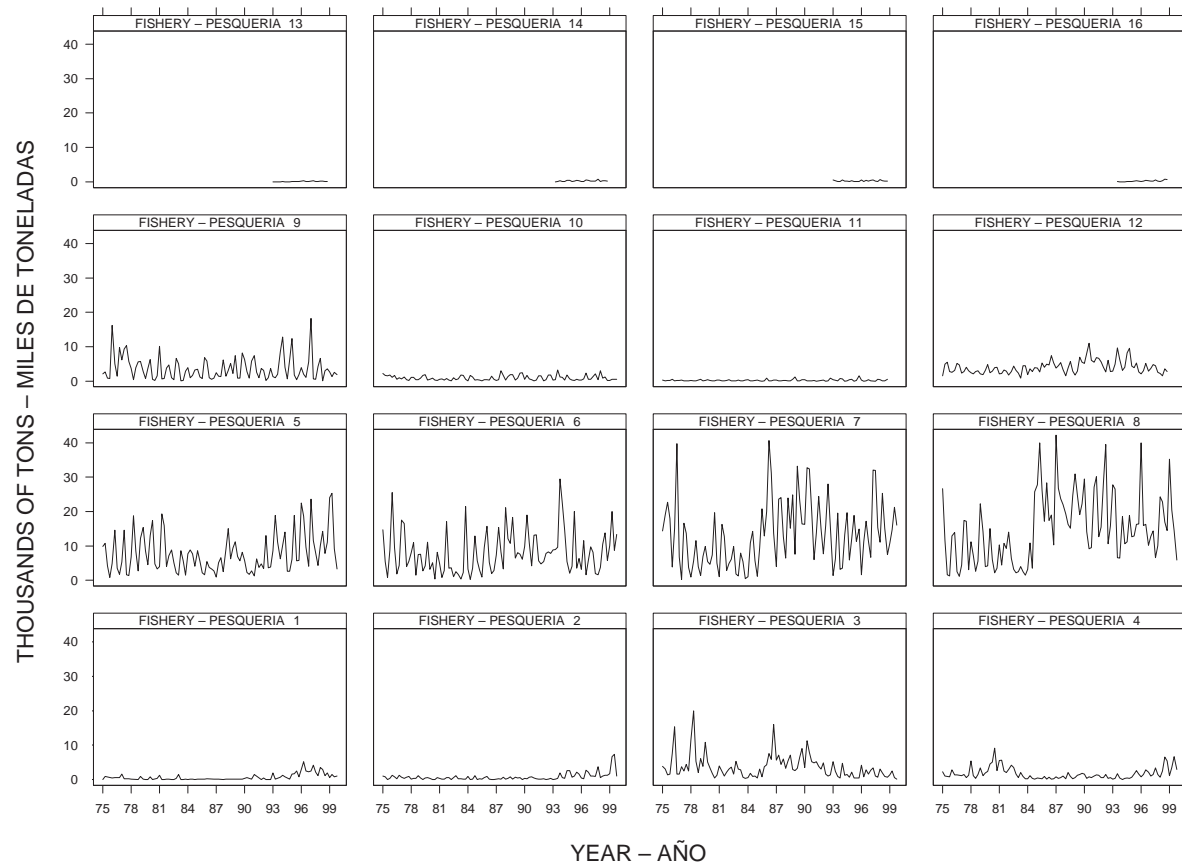 FISHERY – PESQUERIA 13
FISHERY – PESQUERIA 14
FISHERY – PESQUERIA 15
FISHERY – PESQUERIA 16
40
30
20
10
0
FISHERY – PESQUERIA 9
FISHERY – PESQUERIA 10
FISHERY – PESQUERIA 11
FISHERY – PESQUERIA 12
40
30
20
10
0
FISHERY – PESQUERIA 5
FISHERY – PESQUERIA 6
FISHERY – PESQUERIA 7
FISHERY – PESQUERIA 8
40
30
20
10
0
FISHERY – PESQUERIA 1
FISHERY – PESQUERIA 2
FISHERY – PESQUERIA 3
FISHERY – PESQUERIA 4
40
30
20
10
0
75 78 81 84 87 90 93 96 99
75 78 81 84 87 90 93 96 99
75 78 81 84 87 90 93 96 99
75 78 81 84 87 90 93 96 99
THOUSANDS OF TONS – MILES DE TONELADAS
YEAR – AÑO